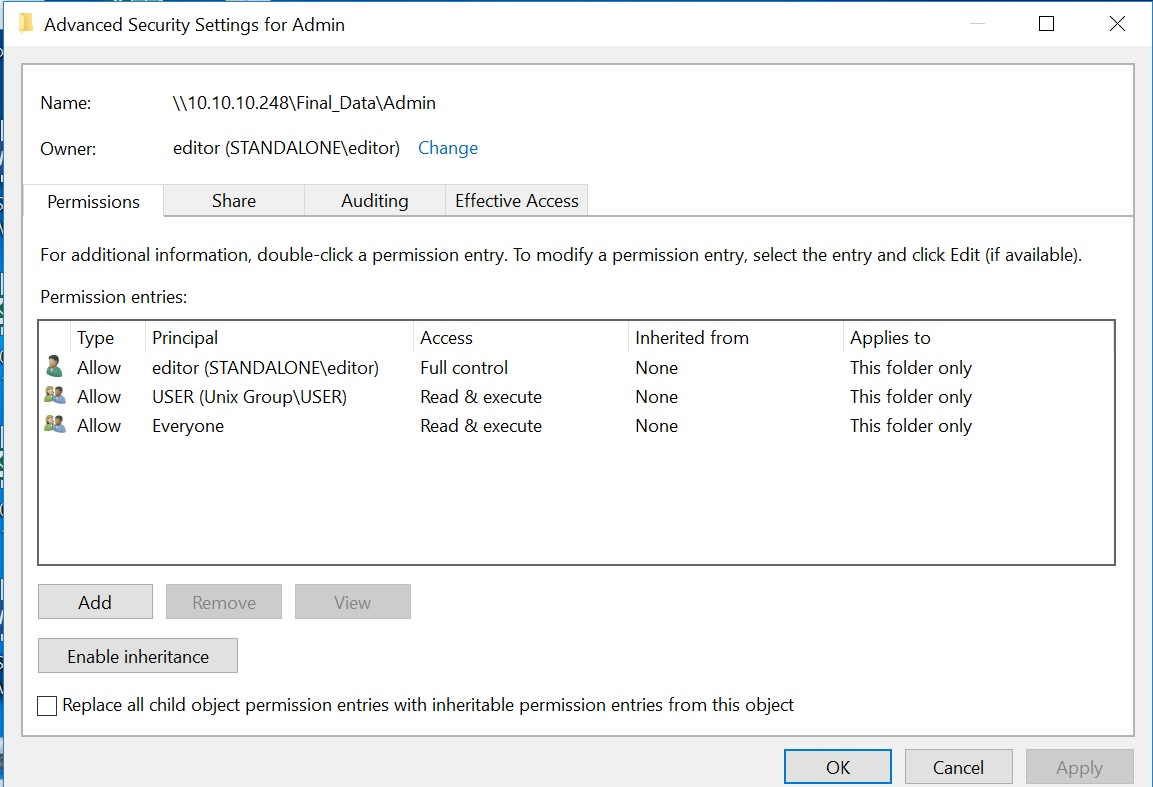 Advanced Security Settings for Admin
Name: \\10.10.10.248\Final_Data\Admin
Owner: editor (STANDALONE\editor) Change
Permissions Share Auditing Effective Access
For additional information, double-click a permission entry. To modify a permission entry, select the entry and click Edit (if available).
Permission entries:
Type Principal Access Inherited from Applies to
Allow editor (STANDALONE\editor) Full control None This folder only
Allow USER (Unix Group\USER) Read & execute None This folder only
Allow Everyone Read & execute None This folder only
Add Remove View
Enable inheritance
Replace all child object permission entries with inheritable permission entries from this object
OK Cancel Apply